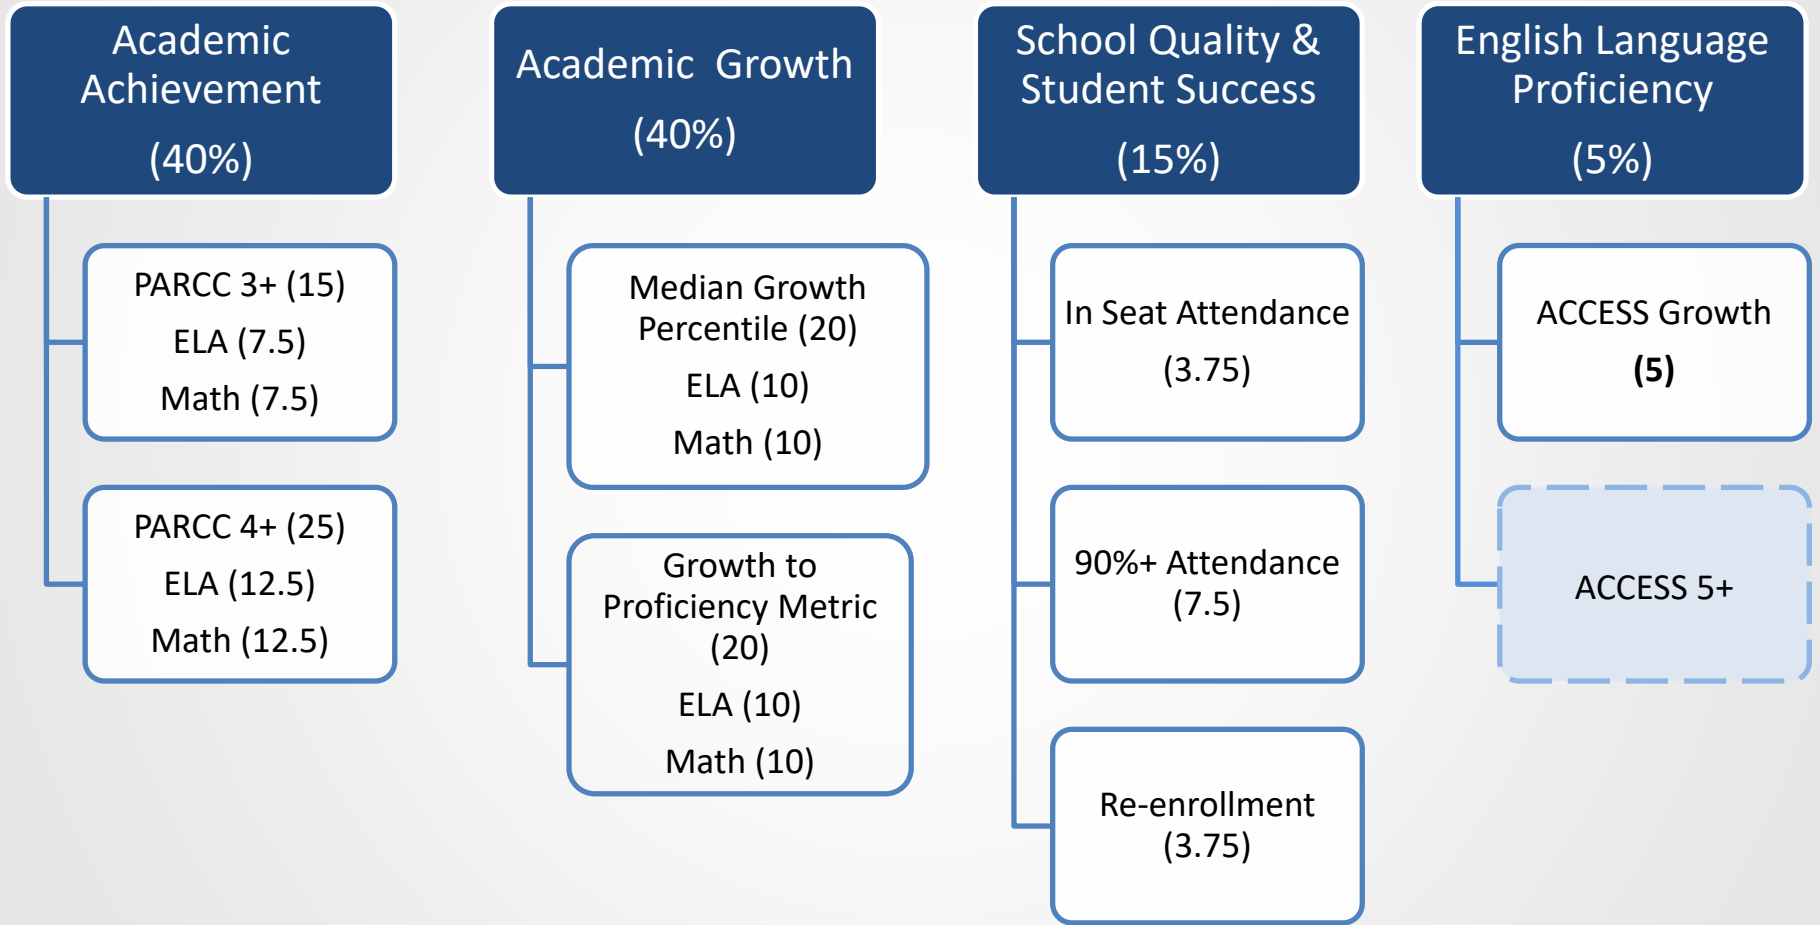 Academic
Achievement
(40%)
PARCC 3+ (15)
ELA (7.5)
Math (7.5)
PARCC 4+ (25)
ELA (12.5)
Math (12.5)
Academic  Growth
(40%)
Median Growth
Percentile (20)
ELA (10)
Math (10)
Growth to
Proficiency Metric
(20)
ELA (10)
Math (10)
School Quality &
Student Success
(15%)
In Seat Attendance
(3.75)
90%+ Attendance
(7.5)
Re-enrollment
(3.75)
English Language
Proficiency
(5%)
ACCESS Growth
(5)
ACCESS 5+